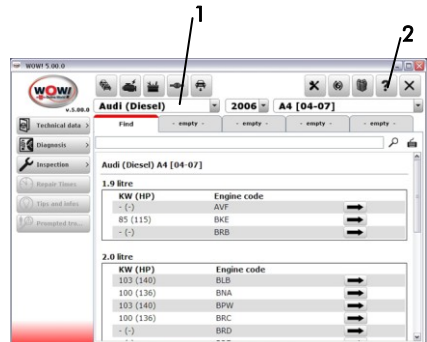 1
2
WOW! 5.00.0
WOW!
v.5.00.0
?
Audi (Diesel) 2006 A4 [04-07]
Technical data >
Find - empty - - empty - - empty - - empty -
Diagnosis >
Inspection >
Audi (Diesel) A4 [04-07]
Repair Times
1.9 litre
Tips and infos
KW (HP) Engine code
- (-) AVF
85 (115) BKE
- (-) BRB
2.0 litre
KW (HP) Engine code
103 (140) BLB
100 (136) BNA
103 (140) BPW
100 (136) BRC
- (-) BRD